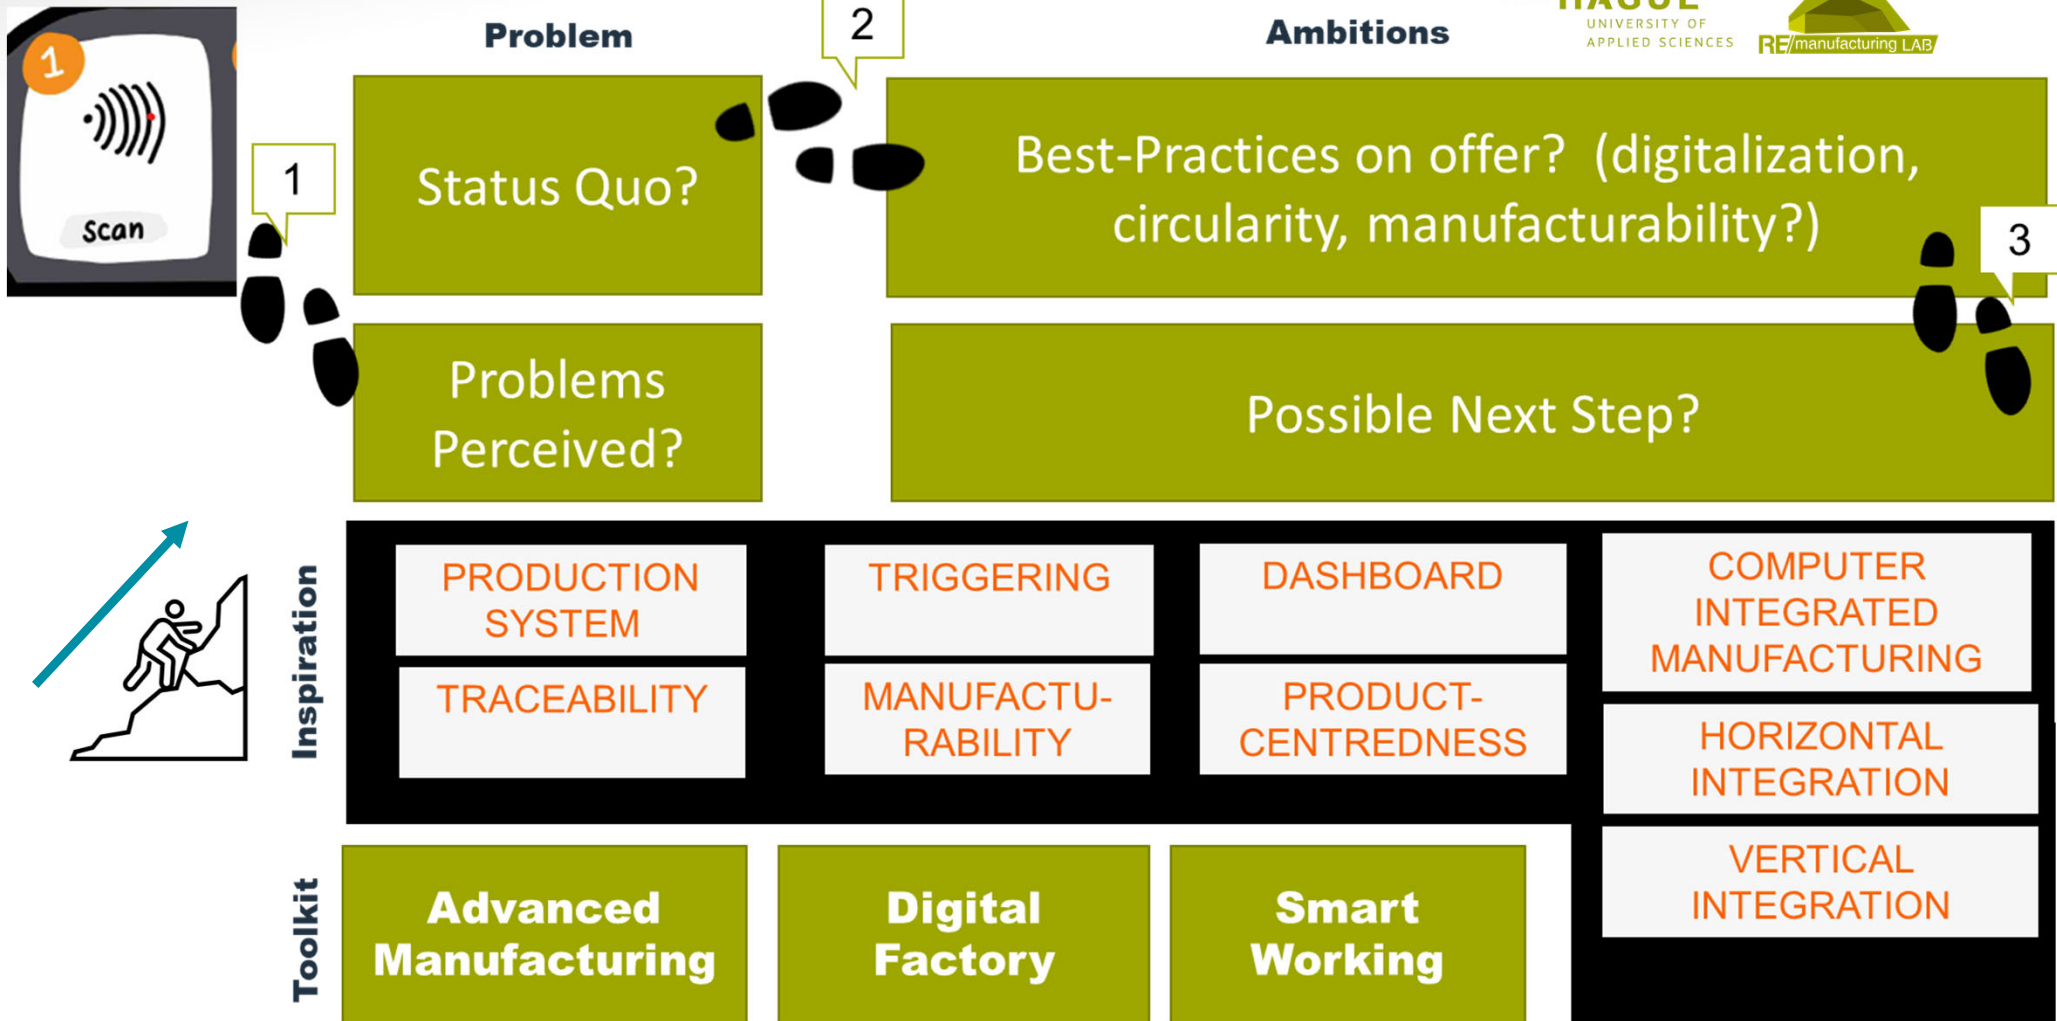 1
Scan
1
Problem
2
Ambitions
HAGUE
UNIVERSITY OF
APPLIED SCIENCES
RE/manufacturing LAB
Status Quo?
Best-Practices on offer? (digitalization,
circularity, manufacturability?)
3
Problems
Perceived?
Possible Next Step?
Inspiration
PRODUCTION
SYSTEM
TRIGGERING
DASHBOARD
COMPUTER
INTEGRATED
MANUFACTURING
TRACEABILITY
MANUFACTU-
RABILITY
PRODUCT-
CENTREDNESS
HORIZONTAL
INTEGRATION
VERTICAL
INTEGRATION
Toolkit
Advanced
Manufacturing
Digital
Factory
Smart
Working